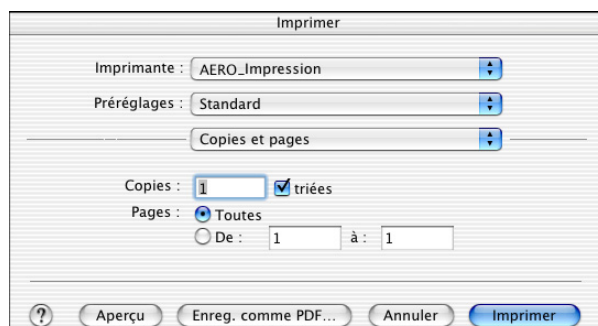 Imprimer
Imprimante : AERO_Impression
Préréglages : Standard
Copies et pages
Copies : 1 triées
Pages : Toutes
De : 1 à : 1
? Aperçu Enreg. comme PDF... Annuler Imprimer